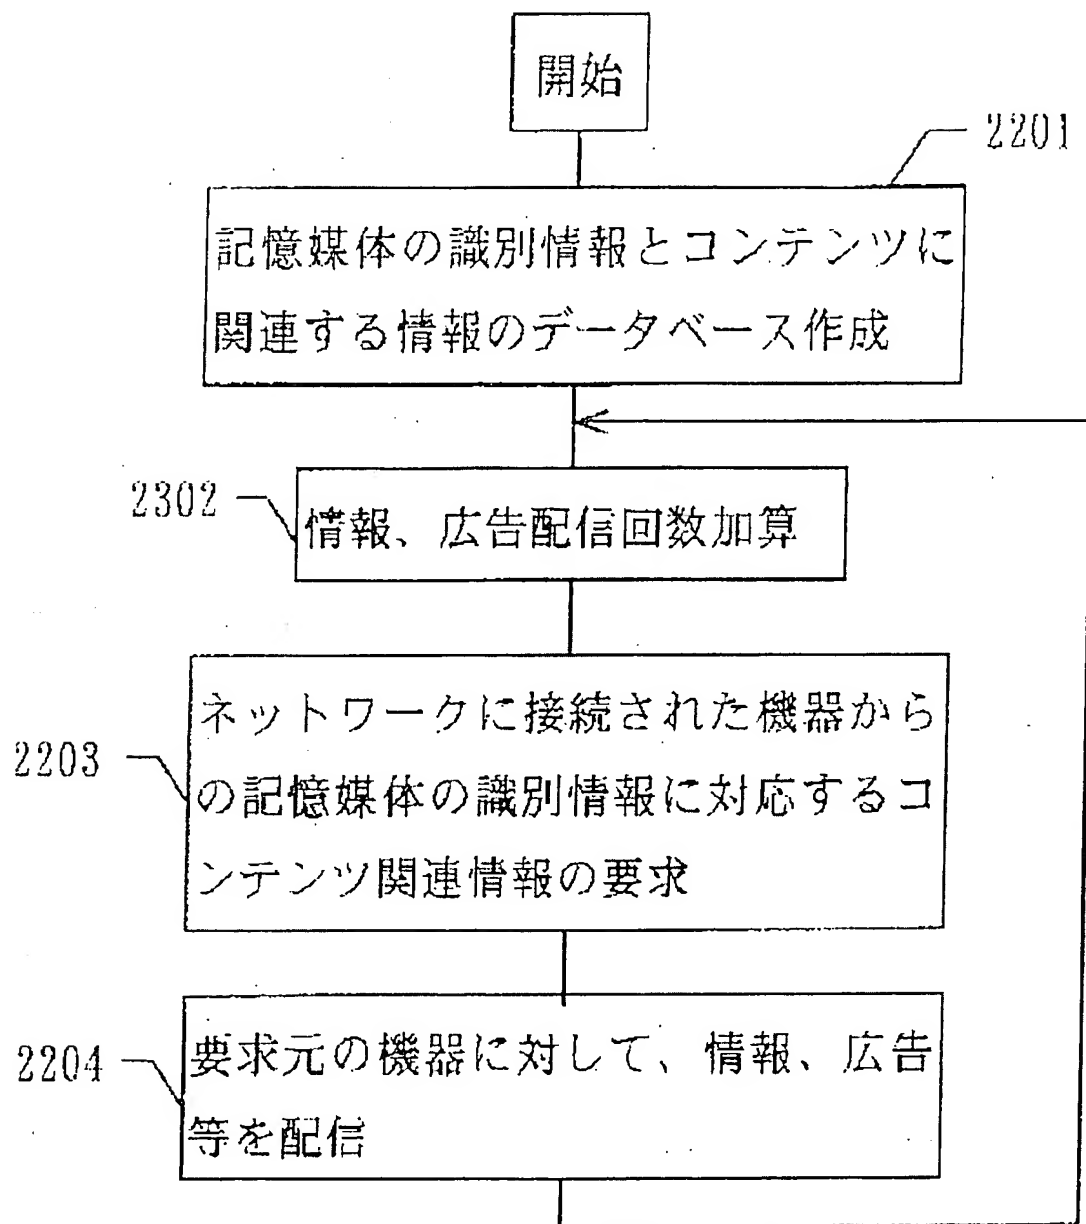 開始
2201
記憶媒体の識別情報とコンテンツに
関連する情報のデータベース作成
2302
情報、広告配信回数加算
2203
ネットワークに接続された機器から
の記憶媒体の識別情報に対応するコ
ンテンツ関連情報の要求
2204
要求元の機器に対して、情報、広告
等を配信